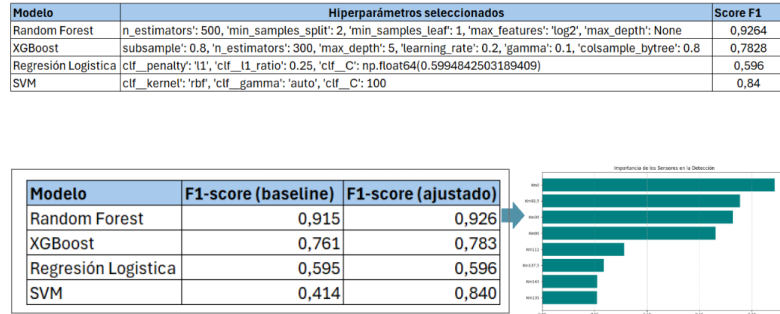 Modelo Hiperparámetros seleccionados Score F1
Random Forest n_estimators': 500, 'min_samples_split': 2, 'min_samples_leaf': 1, 'max_features': 'log2', 'max_depth': None 0,9264
XGBoost subsample': 0.8, 'n_estimators': 300, 'max_depth': 5, 'learning_rate': 0.2, 'gamma': 0.1, 'colsample_bytree': 0.8 0,7828
Regresión Logistica clf__penalty': 'l1', 'clf__l1_ratio': 0.25, 'clf__C': np.float64(0.5994842503189409) 0,596
SVM clf__kernel': 'rbf', 'clf__gamma': 'auto', 'clf__C': 100 0,84
Importancia de los Sensores en la Detección
Modelo F1-score (baseline) F1-score (ajustado)
Random Forest 0,915 0,926
XGBoost 0,761 0,783
Regresión Logistica 0,595 0,596
SVM 0,414 0,840